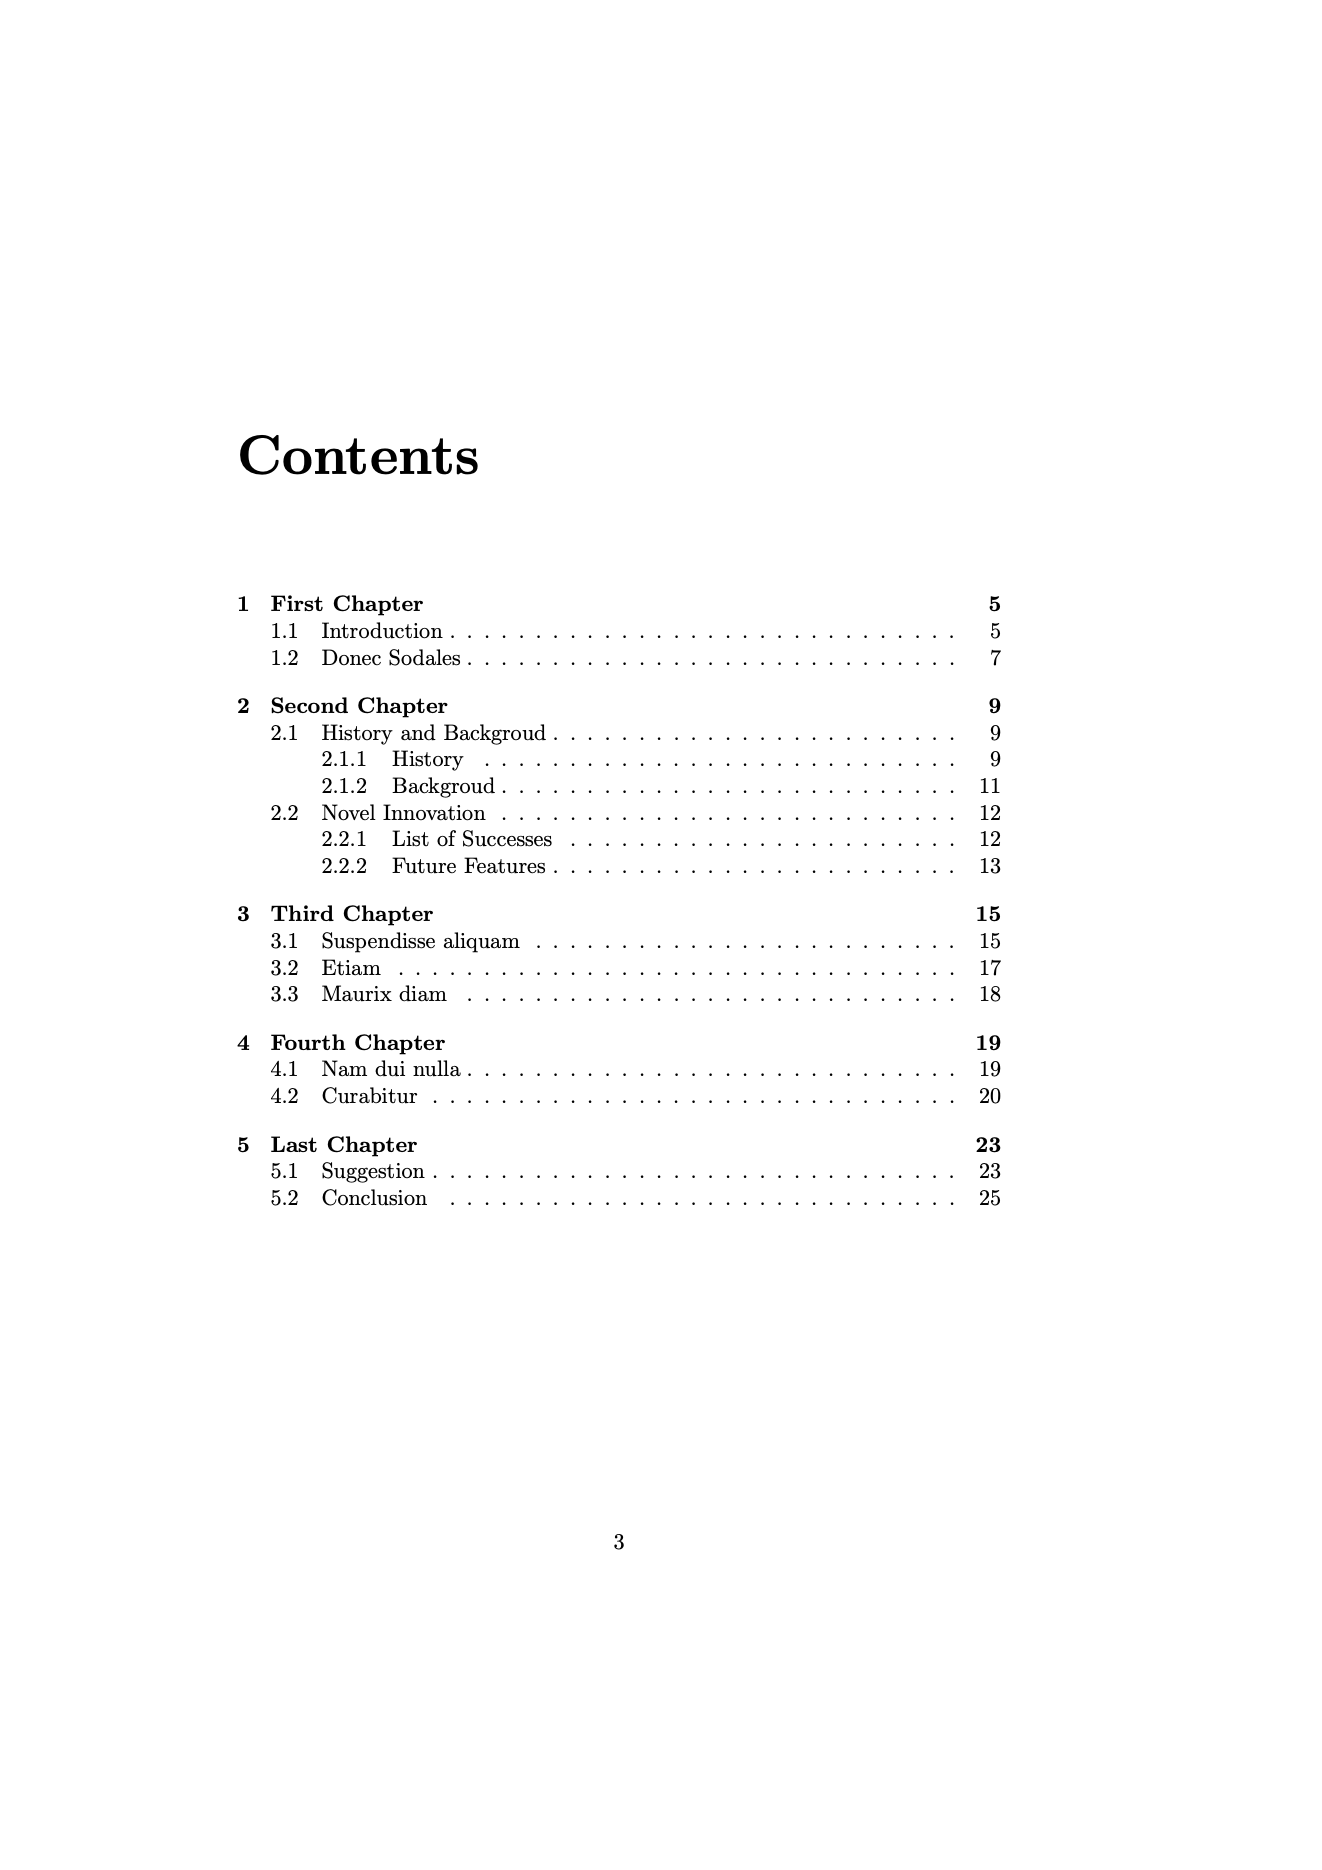 Contents
1 First Chapter 5
1.1 Introduction . . . . . . . . . . . . . . . . . . . . . . . . . . . . . . 5
1.2 Donec Sodales . . . . . . . . . . . . . . . . . . . . . . . . . . . . . 7
2 Second Chapter 9
2.1 History and Backgroud . . . . . . . . . . . . . . . . . . . . . . . . 9
2.1.1 History . . . . . . . . . . . . . . . . . . . . . . . . . . . . 9
2.1.2 Backgroud . . . . . . . . . . . . . . . . . . . . . . . . . . . 11
2.2 Novel Innovation . . . . . . . . . . . . . . . . . . . . . . . . . . . 12
2.2.1 List of Successes . . . . . . . . . . . . . . . . . . . . . . . 12
2.2.2 Future Features . . . . . . . . . . . . . . . . . . . . . . . . 13
3 Third Chapter 15
3.1 Suspendisse aliquam . . . . . . . . . . . . . . . . . . . . . . . . . 15
3.2 Etiam . . . . . . . . . . . . . . . . . . . . . . . . . . . . . . . . . 17
3.3 Maurix diam . . . . . . . . . . . . . . . . . . . . . . . . . . . . . 18
4 Fourth Chapter 19
4.1 Nam dui nulla . . . . . . . . . . . . . . . . . . . . . . . . . . . . . 19
4.2 Curabitur . . . . . . . . . . . . . . . . . . . . . . . . . . . . . . . 20
5 Last Chapter 23
5.1 Suggestion . . . . . . . . . . . . . . . . . . . . . . . . . . . . . . . 23
5.2 Conclusion . . . . . . . . . . . . . . . . . . . . . . . . . . . . . . 25
3